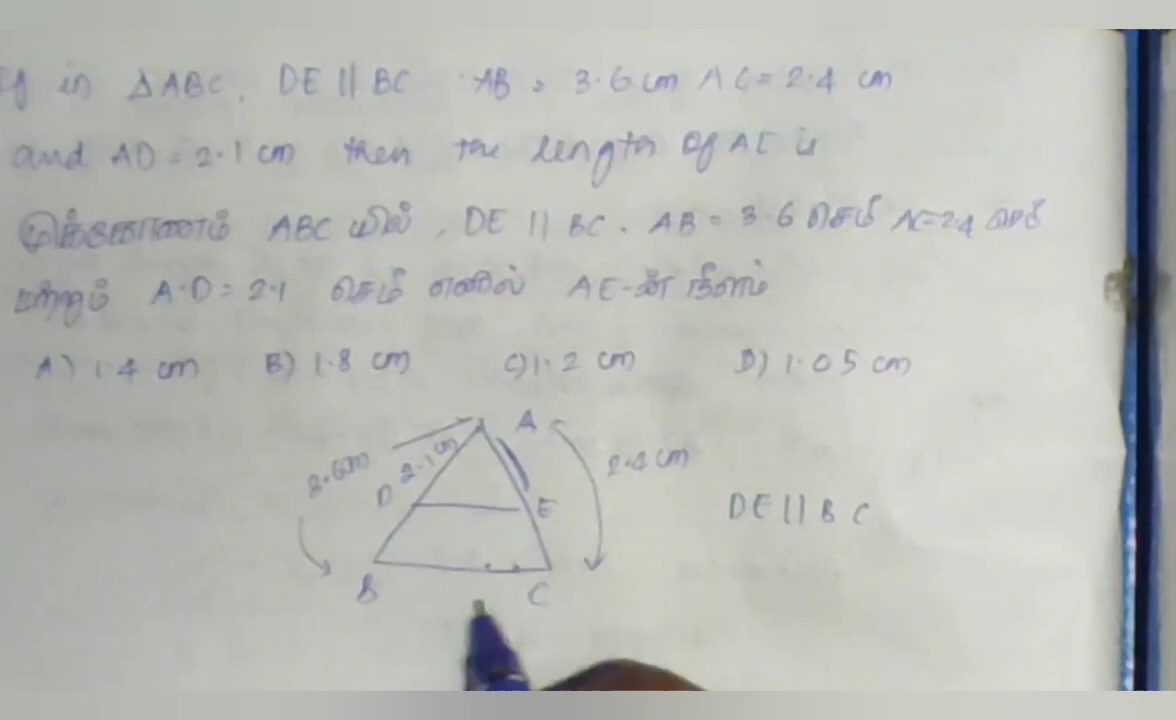 If in ΔABC, DE || BC AB = 3.6 cm AC = 2.4 cm
and AD = 2.1 cm then the length of AE is
முக்கோணம் ABC யில், DE || BC. AB = 3.6 செமீ AC=2.4 செமீ
மற்றும் A.D = 2.1 செமீ எனில் AE-ன் நீளம்
A) 1.4 cm B) 1.8 cm C) 1.2 cm D) 1.05 cm
A
2.1 cm
2.4 cm
D
E
DE || BC
B
C